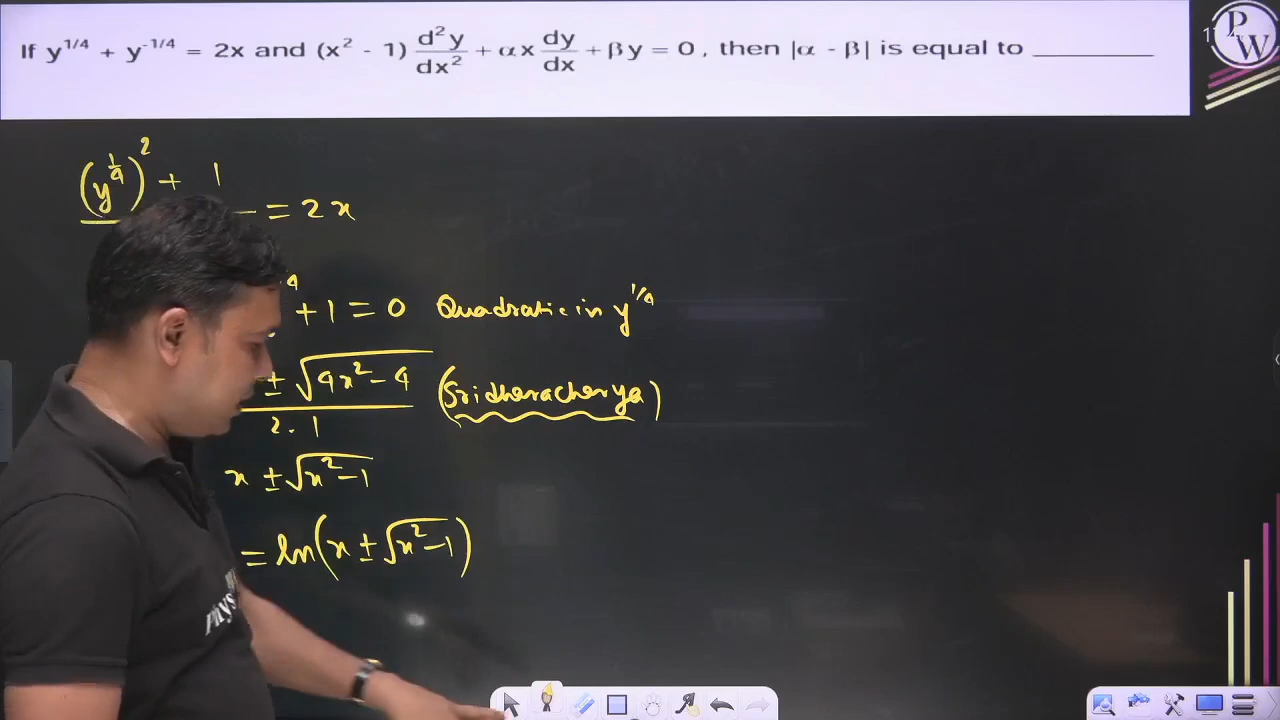 If y^{1/4} + y^{-1/4} = 2x and (x² - 1) d²y/dx² + αx dy/dx + βy = 0, then |α - β| is equal to ________
PW
(y^{1/4})² + 1 = 2x
+ 1 = 0 Quadratic in y^{1/4}
± √(4x² - 4) / 2·1 (Sridharacherya)
x ± √(x² - 1)
= ln(x ± √(x² - 1))